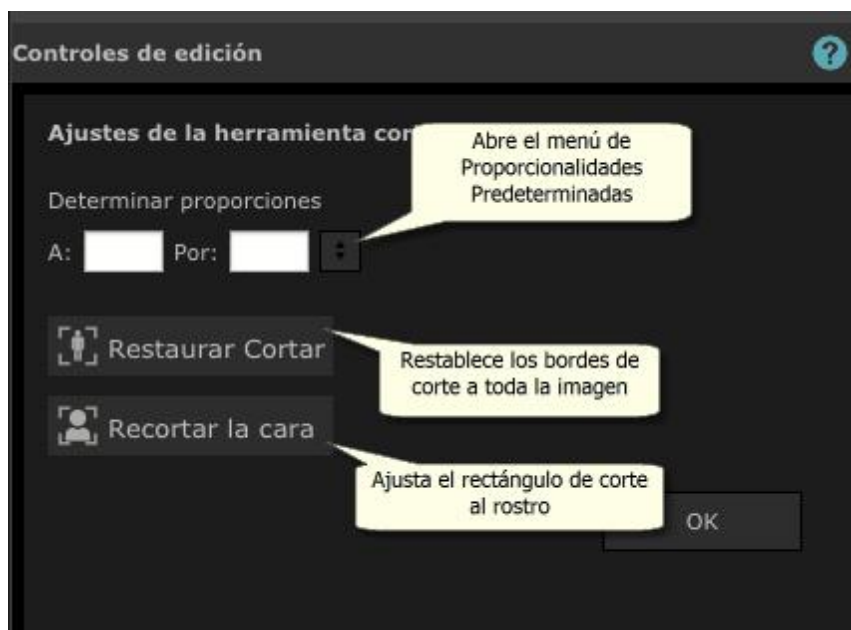 Controles de edición
?
Ajustes de la herramienta
Abre el menú de
Proporcionalidades
Predeterminadas
Determinar proporciones
A:
Por:
Restaurar Cortar
Restablece los bordes de
corte a toda la imagen
Recortar la cara
Ajusta el rectángulo de corte
al rostro
OK